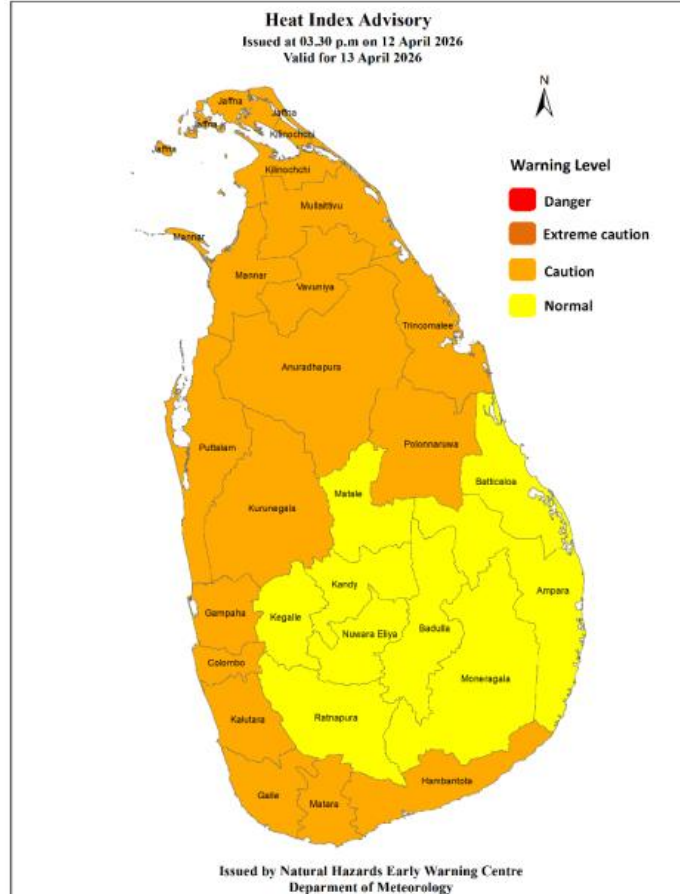 Heat Index Advisory
Issued at 03.30 p.m on 12 April 2026
Valid for 13 April 2026
N
Jaffna
Jaffna
Jaffna
Jaffna
Kilinochchi
Kilinochchi
Mullaittivu
Mannar
Mannar
Vavuniya
Trincomalee
Anuradhapura
Puttalam
Polonnaruwa
Kurunegala
Matale
Batticaloa
Gampaha
Kegalle
Kandy
Nuwara Eliya
Badulla
Ampara
Colombo
Moneragala
Kalutara
Ratnapura
Galle
Matara
Hambantota
Warning Level
Danger
Extreme caution
Caution
Normal
Issued by Natural Hazards Early Warning Centre
Deparment of Meteorology